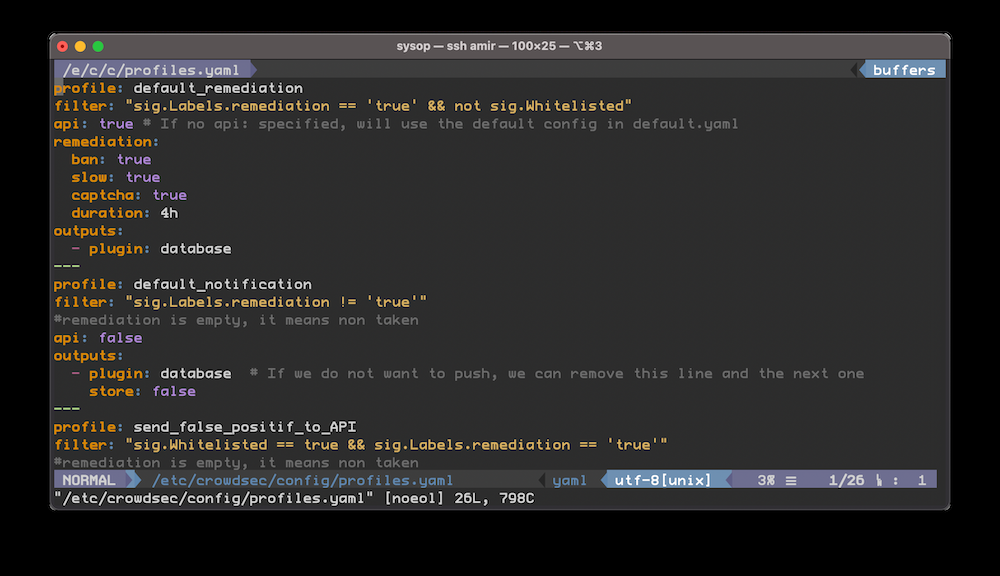 sysop — ssh amir — 100×25 — ⌥⌘3
/e/c/c/profiles.yaml buffers
profile: default_remediation
filter: "sig.Labels.remediation == 'true' && not sig.Whitelisted"
api: true # If no api: specified, will use the default config in default.yaml
remediation:
  ban: true
  slow: true
  captcha: true
  duration: 4h
outputs:
  - plugin: database
---
profile: default_notification
filter: "sig.Labels.remediation != 'true'"
#remediation is empty, it means non taken
api: false
outputs:
  - plugin: database  # If we do not want to push, we can remove this line and the next one
    store: false
---
profile: send_false_positif_to_API
filter: "sig.Whitelisted == true && sig.Labels.remediation == 'true'"
#remediation is empty, it means non taken
NORMAL /etc/crowdsec/config/profiles.yaml yaml utf-8[unix] 3% ☰ 1/26 ㏑ : 1
"/etc/crowdsec/config/profiles.yaml" [noeol] 26L, 798C